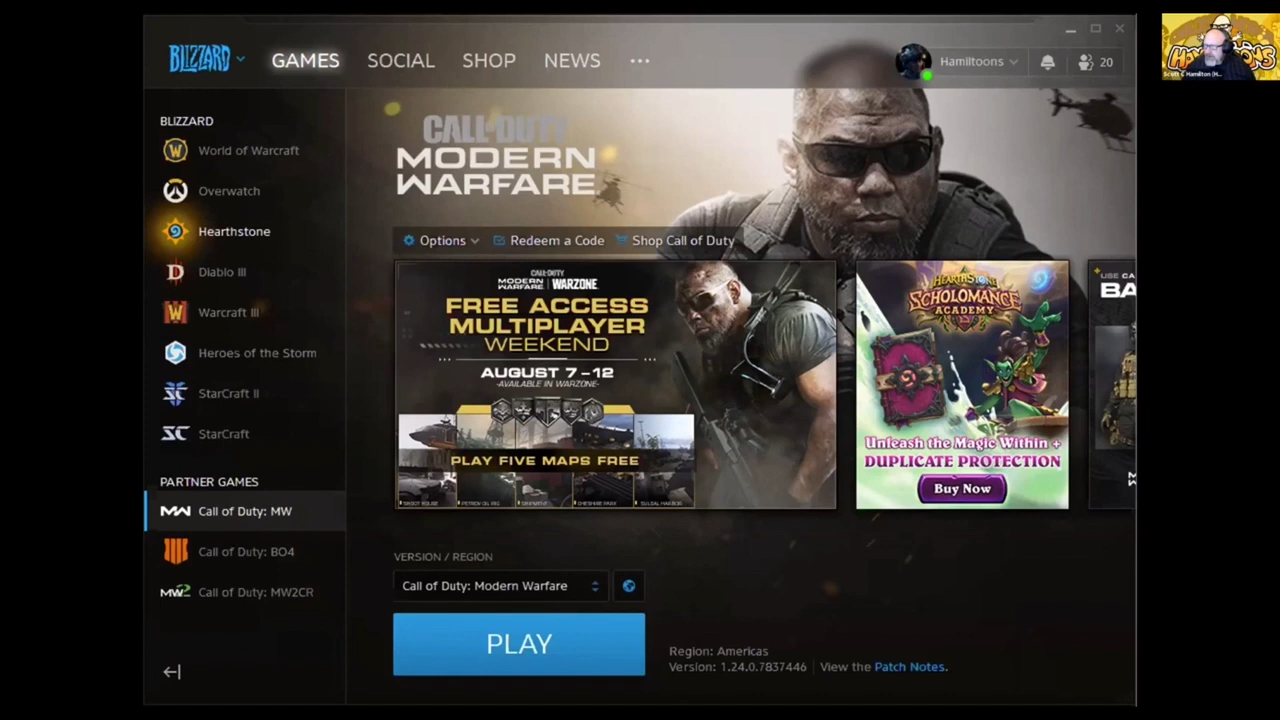 BLIZZARD
GAMES
SOCIAL
SHOP
NEWS
Hamiltoons
20
HAMILTOONS
BLIZZARD
World of Warcraft
Overwatch
Hearthstone
Diablo III
Warcraft III
Heroes of the Storm
StarCraft II
StarCraft
PARTNER GAMES
Call of Duty: MW
Call of Duty: BO4
Call of Duty: MW2CR
CALL OF DUTY
MODERN
WARFARE
Options
Redeem a Code
Shop Call of Duty
CALL OF DUTY
MODERN WARFARE | WARZONE
FREE ACCESS
MULTIPLAYER
WEEKEND
AUGUST 7 – 12
-AVAILABLE IN WARZONE-
PLAY FIVE MAPS FREE
HEARTHSTONE
SCHOLOMANCE
ACADEMY
Unleash the Magic Within +
DUPLICATE PROTECTION
Buy Now
VERSION / REGION
Call of Duty: Modern Warfare
PLAY
Region: Americas
Version: 1.24.0.7837446 | View the Patch Notes.